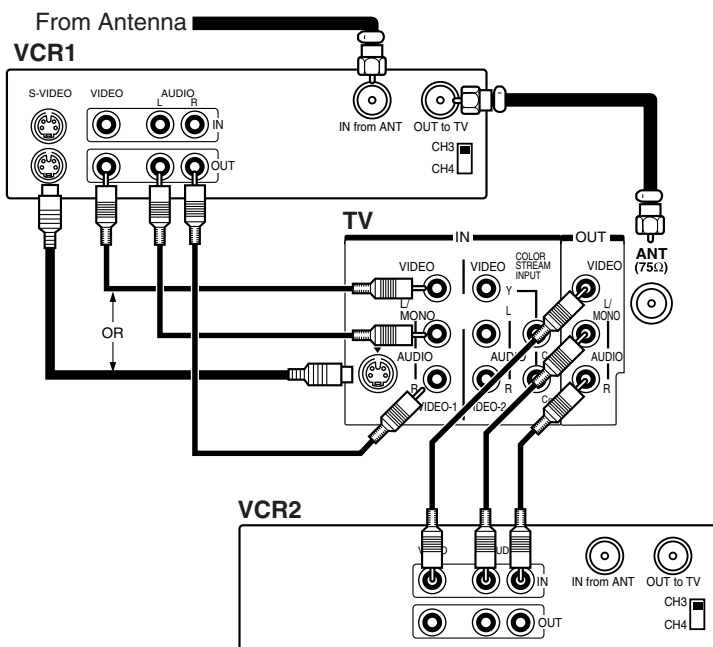 From Antenna
VCR1
S-VIDEO VIDEO AUDIO
L R
IN
IN from ANT OUT to TV
OUT
CH3
CH4
TV
IN OUT
ANT
(75Ω)
VIDEO VIDEO COLOR STREAM INPUT VIDEO
Y
L/ MONO L L/ MONO
OR
AUDIO AUDIO AUDIO
R R R
VIDEO-1
VCR2
IN
IN from ANT OUT to TV
CH3
CH4
OUT